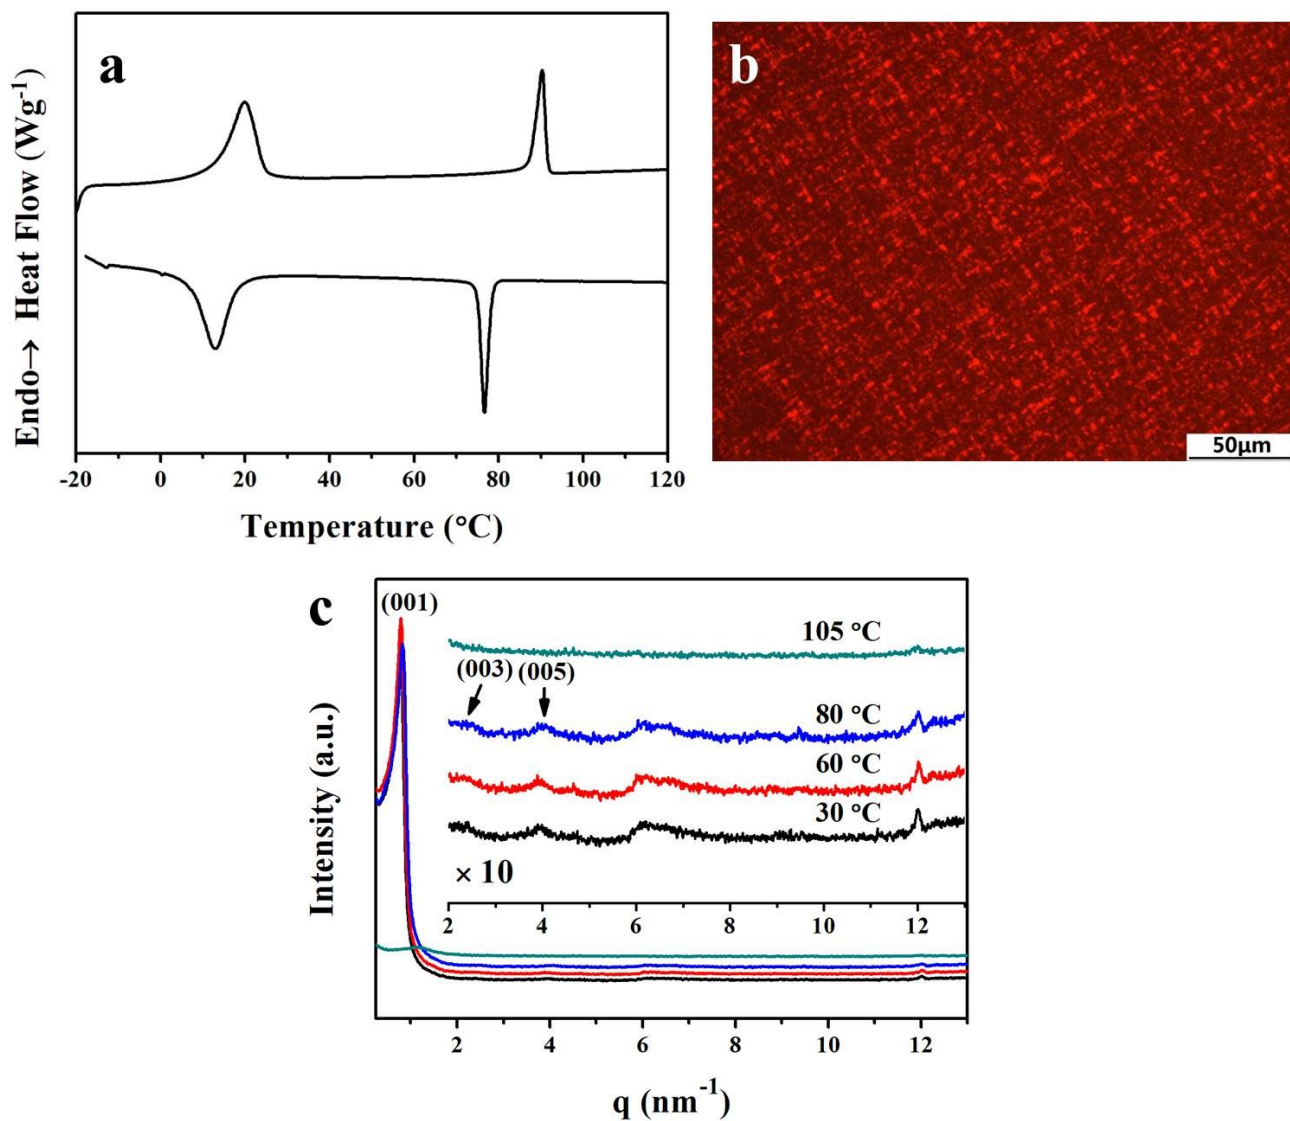 a
Endo→ Heat Flow (Wg⁻¹)
-20 0 20 40 60 80 100 120
Temperature (°C)
b
50μm
c
(001)
105 °C
(003) (005)
80 °C
60 °C
30 °C
× 10
2 4 6 8 10 12
Intensity (a.u.)
2 4 6 8 10 12
q (nm⁻¹)